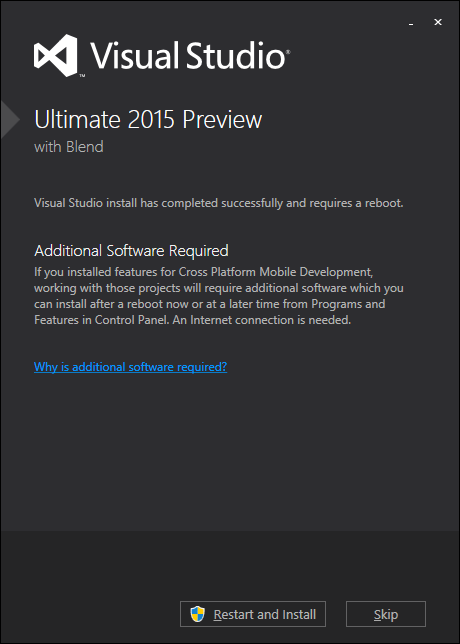 Visual Studio®
™
Ultimate 2015 Preview
with Blend
Visual Studio install has completed successfully and requires a reboot.
Additional Software Required
If you installed features for Cross Platform Mobile Development,
working with those projects will require additional software which you
can install after a reboot now or at a later time from Programs and
Features in Control Panel. An Internet connection is needed.
Why is additional software required?
Restart and Install
Skip